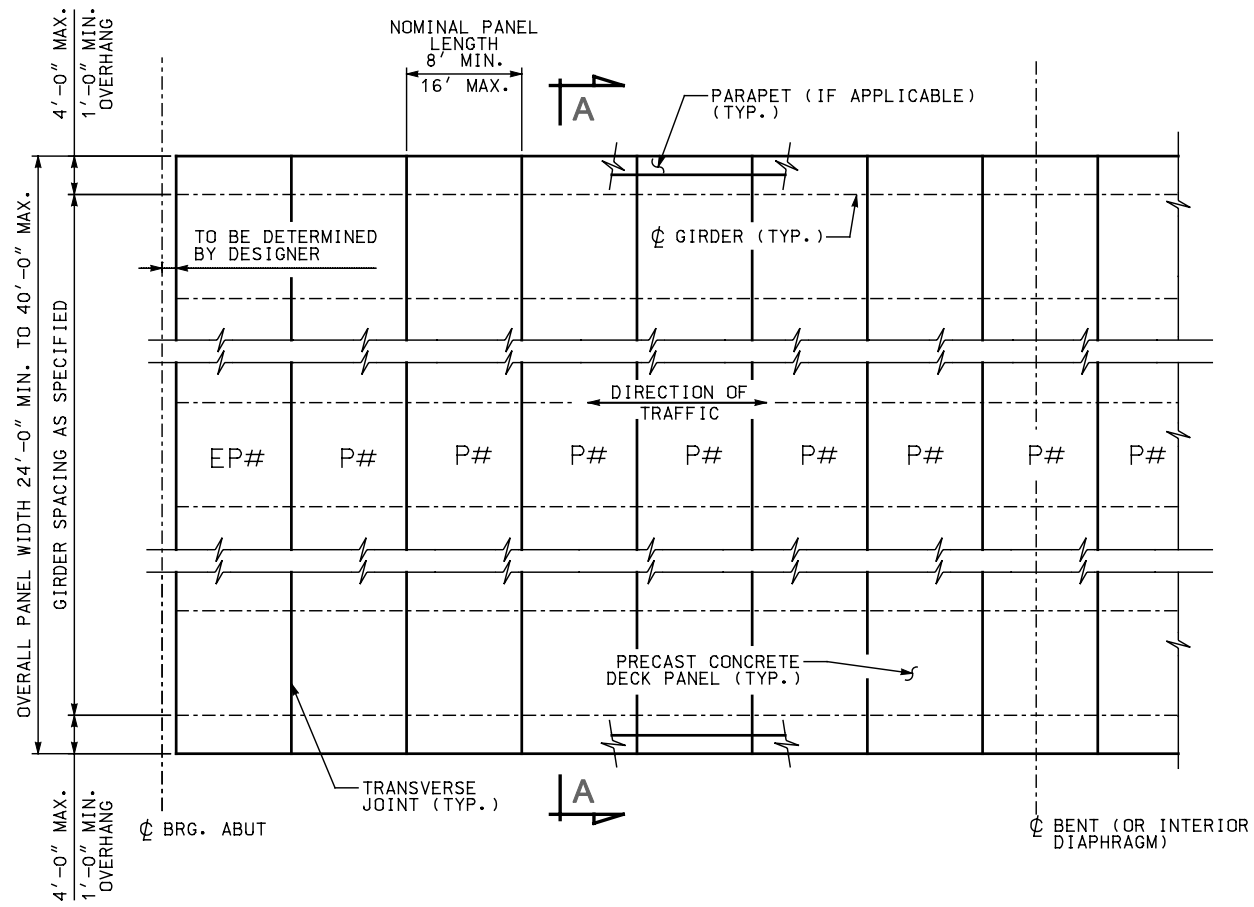 4'-0" MAX.
1'-0" MIN.
OVERHANG
NOMINAL PANEL
LENGTH
8' MIN.
16' MAX.
A
PARAPET (IF APPLICABLE)
(TYP.)
TO BE DETERMINED
BY DESIGNER
℄ GIRDER (TYP.)
OVERALL PANEL WIDTH 24'-0" MIN. TO 40'-0" MAX.
GIRDER SPACING AS SPECIFIED
DIRECTION OF
TRAFFIC
EP# P# P# P# P# P# P# P# P#
PRECAST CONCRETE
DECK PANEL (TYP.)
TRANSVERSE
JOINT (TYP.)
A
℄ BRG. ABUT
℄ BENT (OR INTERIOR
DIAPHRAGM)
4'-0" MAX.
1'-0" MIN.
OVERHANG